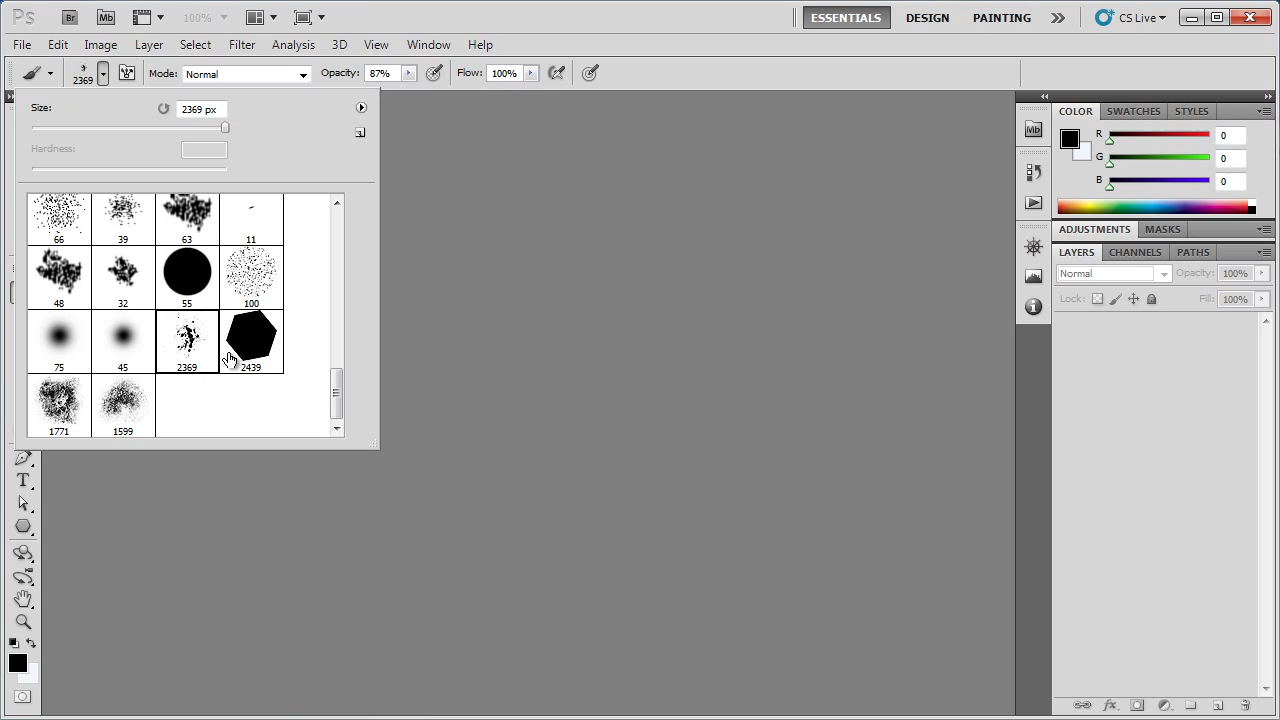 Ps Br Mb 100% ESSENTIALS DESIGN PAINTING CS Live
File Edit Image Layer Select Filter Analysis 3D View Window Help
2369 Mode: Normal Opacity: 87% Flow: 100%
Size: 2369 px
Hardness:
66 39 63 11
48 32 55 100
75 45 2369 2439
1771 1599
T
Mb
COLOR SWATCHES STYLES
R 0
G 0
B 0
ADJUSTMENTS MASKS
LAYERS CHANNELS PATHS
Normal Opacity: 100%
Lock: Fill: 100%
fx